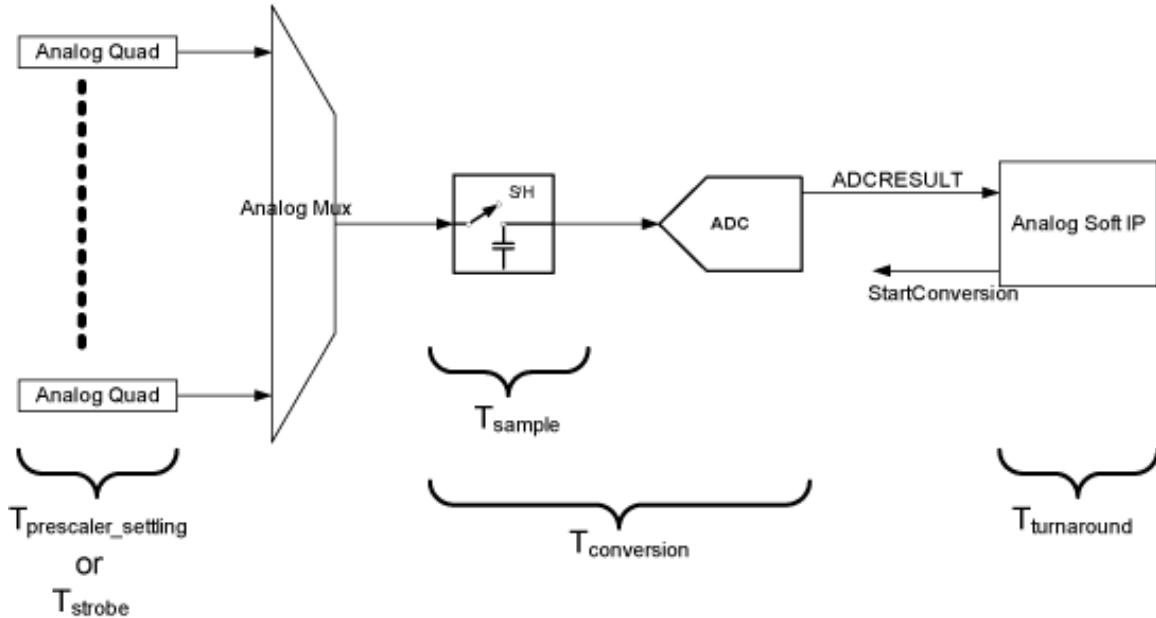 Analog Quad
Analog Mux
S/H
ADC
ADCRESULT
Analog Soft IP
StartConversion
Analog Quad
Tsample
Tprescaler_settling
or
Tstrobe
Tconversion
Tturnaround